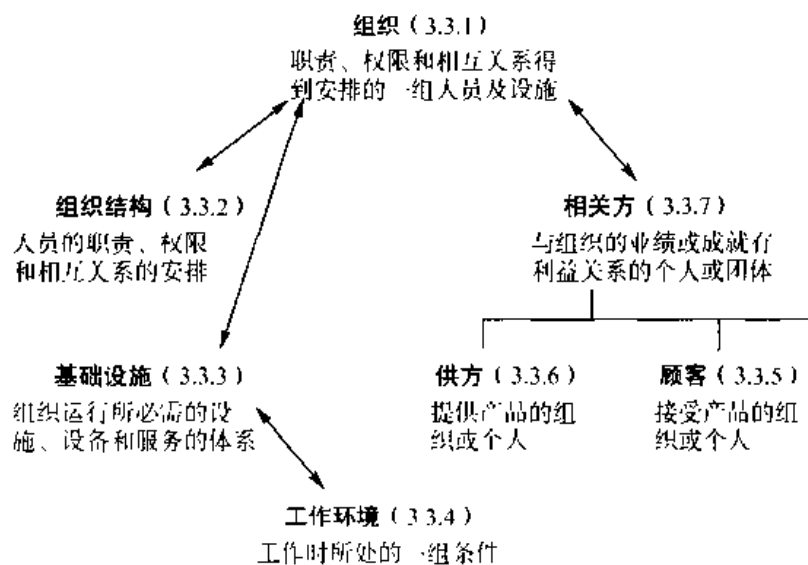 组织（3.3.1）
职责、权限和相互关系得
到安排的一组人员及设施
组织结构（3.3.2）
人员的职责、权限
和相互关系的安排
相关方（3.3.7）
与组织的业绩或成就有
利益关系的个人或团体
基础设施（3.3.3）
组织运行所必需的设
施、设备和服务的体系
供方（3.3.6）
提供产品的组
织或个人
顾客（3.3.5）
接受产品的组
织或个人
工作环境（3.3.4）
工作时所处的一组条件